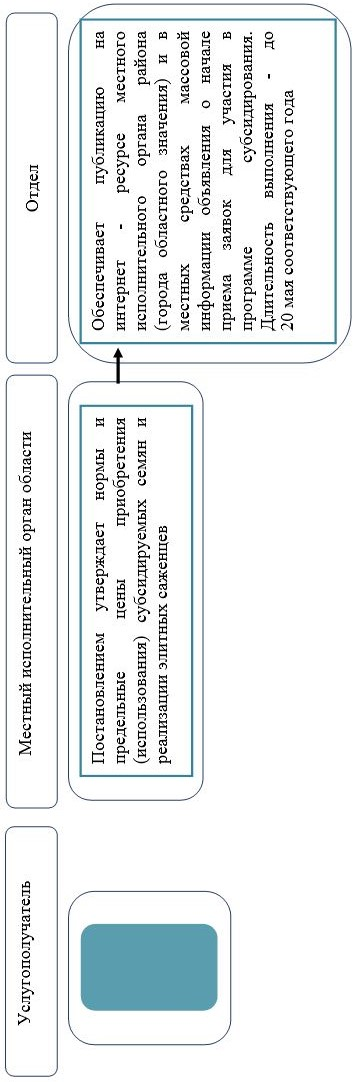 Услугополучатель
Местный исполнительный орган области
Отдел
Постановлением утверждает нормы и
предельные цены приобретения
(использования) субсидируемых семян и
реализации элитных саженцев
Обеспечивает публикацию на
интернет - ресурсе местного
исполнительного органа района
(города областного значения) и в
местных средствах массовой
информации объявления о начале
приема заявок для участия в
программе субсидирования.
Длительность выполнения - до
20 мая соответствующего года